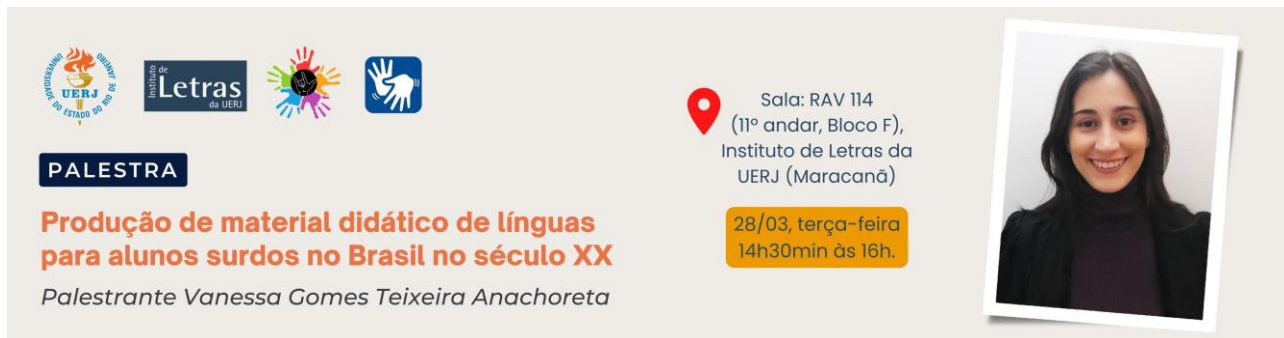 UNIVERSIDADE DO ESTADO DO RIO DE JANEIRO
UERJ
Instituto de
Letras
da UERJ
PALESTRA
Produção de material didático de línguas
para alunos surdos no Brasil no século XX
Palestrante Vanessa Gomes Teixeira Anachoreta
Sala: RAV 114
(11º andar, Bloco F),
Instituto de Letras da
UERJ (Maracanã)
28/03, terça-feira
14h30min às 16h.